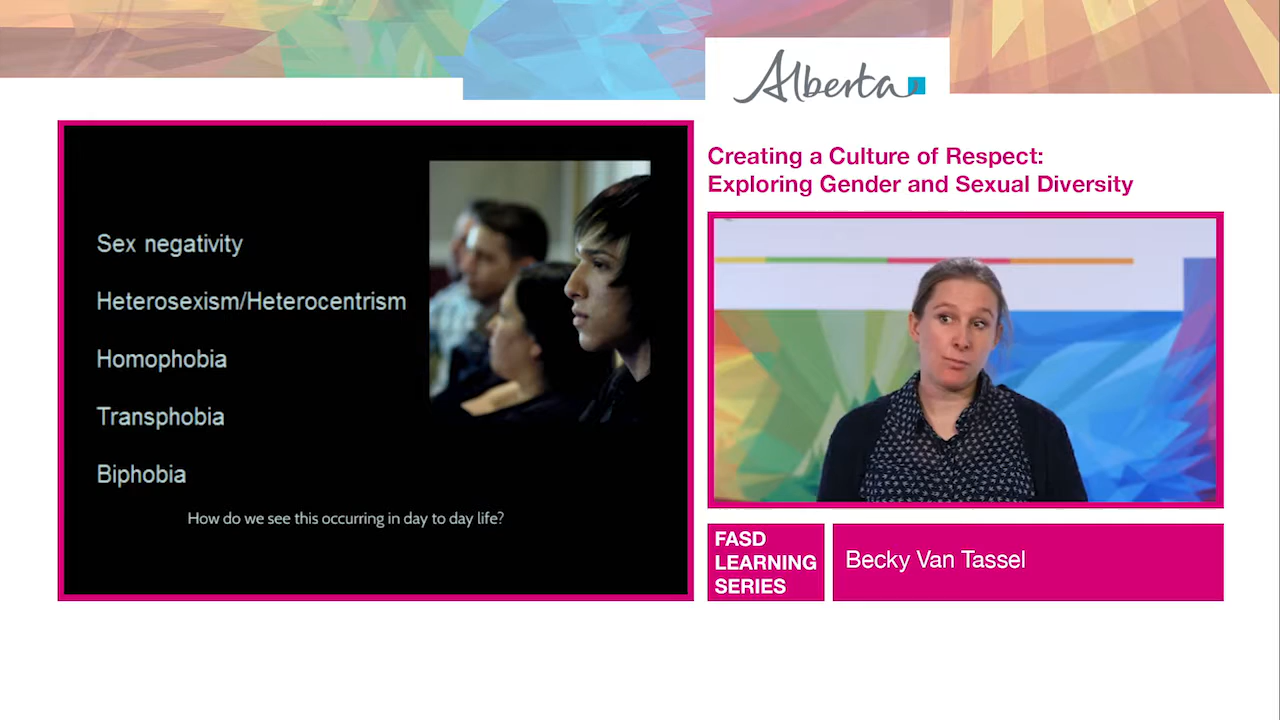 Alberta
Creating a Culture of Respect:
Exploring Gender and Sexual Diversity
Sex negativity
Heterosexism/Heterocentrism
Homophobia
Transphobia
Biphobia
How do we see this occurring in day to day life?
FASD
LEARNING
SERIES
Becky Van Tassel